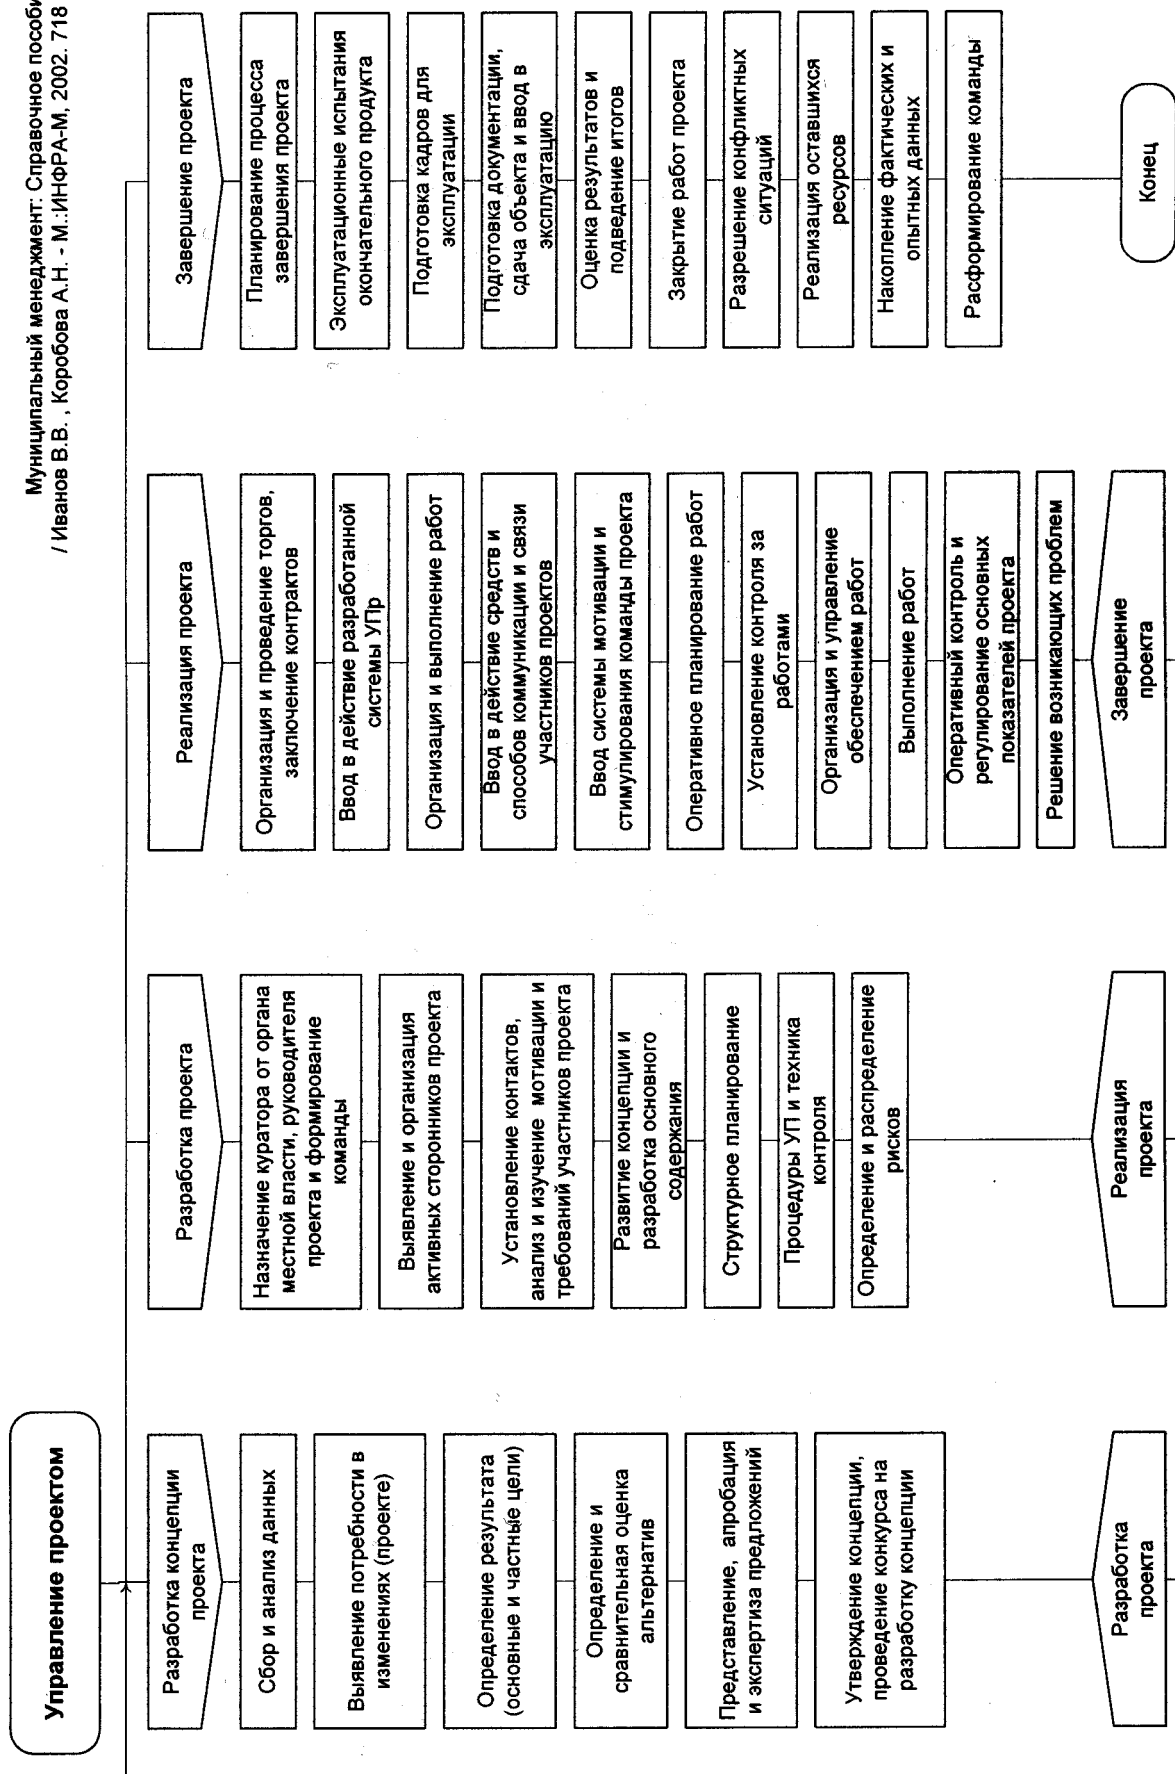 Муниципальный менеджмент: Справочное пособи
/ Иванов В.В. , Коробова А.Н. - М.:ИНФРА-М, 2002. 718
Управление проектом
Разработка концепции
проекта
Сбор и анализ данных
Выявление потребности в
изменениях (проекте)
Определение результата
(основные и частные цели)
Определение и
сравнительная оценка
альтернатив
Представление, апробация
и экспертиза предложений
Утверждение концепции,
проведение конкурса на
разработку концепции
Разработка
проекта
Разработка проекта
Назначение куратора от органа
местной власти, руководителя
проекта и формирование
команды
Выявление и организация
активных сторонников проекта
Установление контактов,
анализ и изучение мотивации и
требований участников проекта
Развитие концепции и
разработка основного
содержания
Структурное планирование
Процедуры УП и техника
контроля
Определение и распределение
рисков
Реализация
проекта
Реализация проекта
Организация и проведение торгов,
заключение контрактов
Ввод в действие разработанной
системы УПр
Организация и выполнение работ
Ввод в действие средств и
способов коммуникации и связи
участников проектов
Ввод системы мотивации и
стимулирования команды проекта
Оперативное планирование работ
Установление контроля за
работами
Организация и управление
обеспечением работ
Выполнение работ
Оперативный контроль и
регулирование основных
показателей проекта
Решение возникающих проблем
Завершение
проекта
Завершение проекта
Планирование процесса
завершения проекта
Эксплуатационные испытания
окончательного продукта
Подготовка кадров для
эксплуатации
Подготовка документации,
сдача объекта и ввод в
эксплуатацию
Оценка результатов и
подведение итогов
Закрытие работ проекта
Разрешение конфликтных
ситуаций
Реализация оставшихся
ресурсов
Накопление фактических и
опытных данных
Расформирование команды
Конец